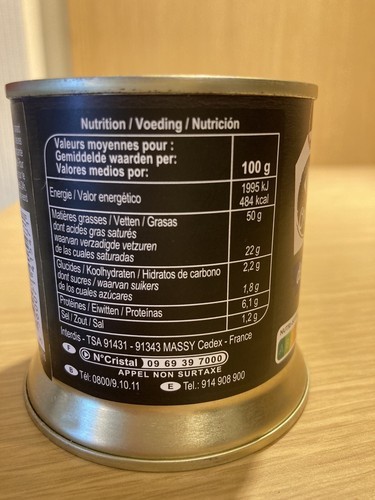 Nutrition / Voeding / Nutrición
Valeurs moyennes pour :
Gemiddelde waarden per:
Valores medios por:
100 g
Energie / Valor energético
1995 kJ
484 kcal
Matières grasses / Vetten / Grasas
50 g
dont acides gras saturés
waarvan verzadigde vetzuren
de las cuales saturadas
22 g
Glucides / Koolhydraten / Hidratos de carbono
2,2 g
dont sucres / waarvan suikers
de los cuales azúcares
1,8 g
Protéines / Eiwitten / Proteínas
6,1 g
Sel / Zout / Sal
1,2 g
Interdis - TSA 91431 - 91343 MASSY Cedex - France
F N°Cristal 09 69 39 7000
APPEL NON SURTAXE
B Tél: 0800/9.10.11
E Tel.: 914 908 900